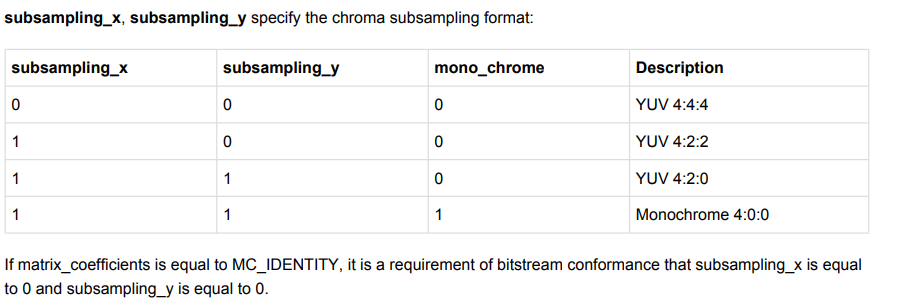 subsampling_x, subsampling_y specify the chroma subsampling format:
subsampling_x subsampling_y mono_chrome Description
0 0 0 YUV 4:4:4
1 0 0 YUV 4:2:2
1 1 0 YUV 4:2:0
1 1 1 Monochrome 4:0:0
If matrix_coefficients is equal to MC_IDENTITY, it is a requirement of bitstream conformance that subsampling_x is equal
to 0 and subsampling_y is equal to 0.